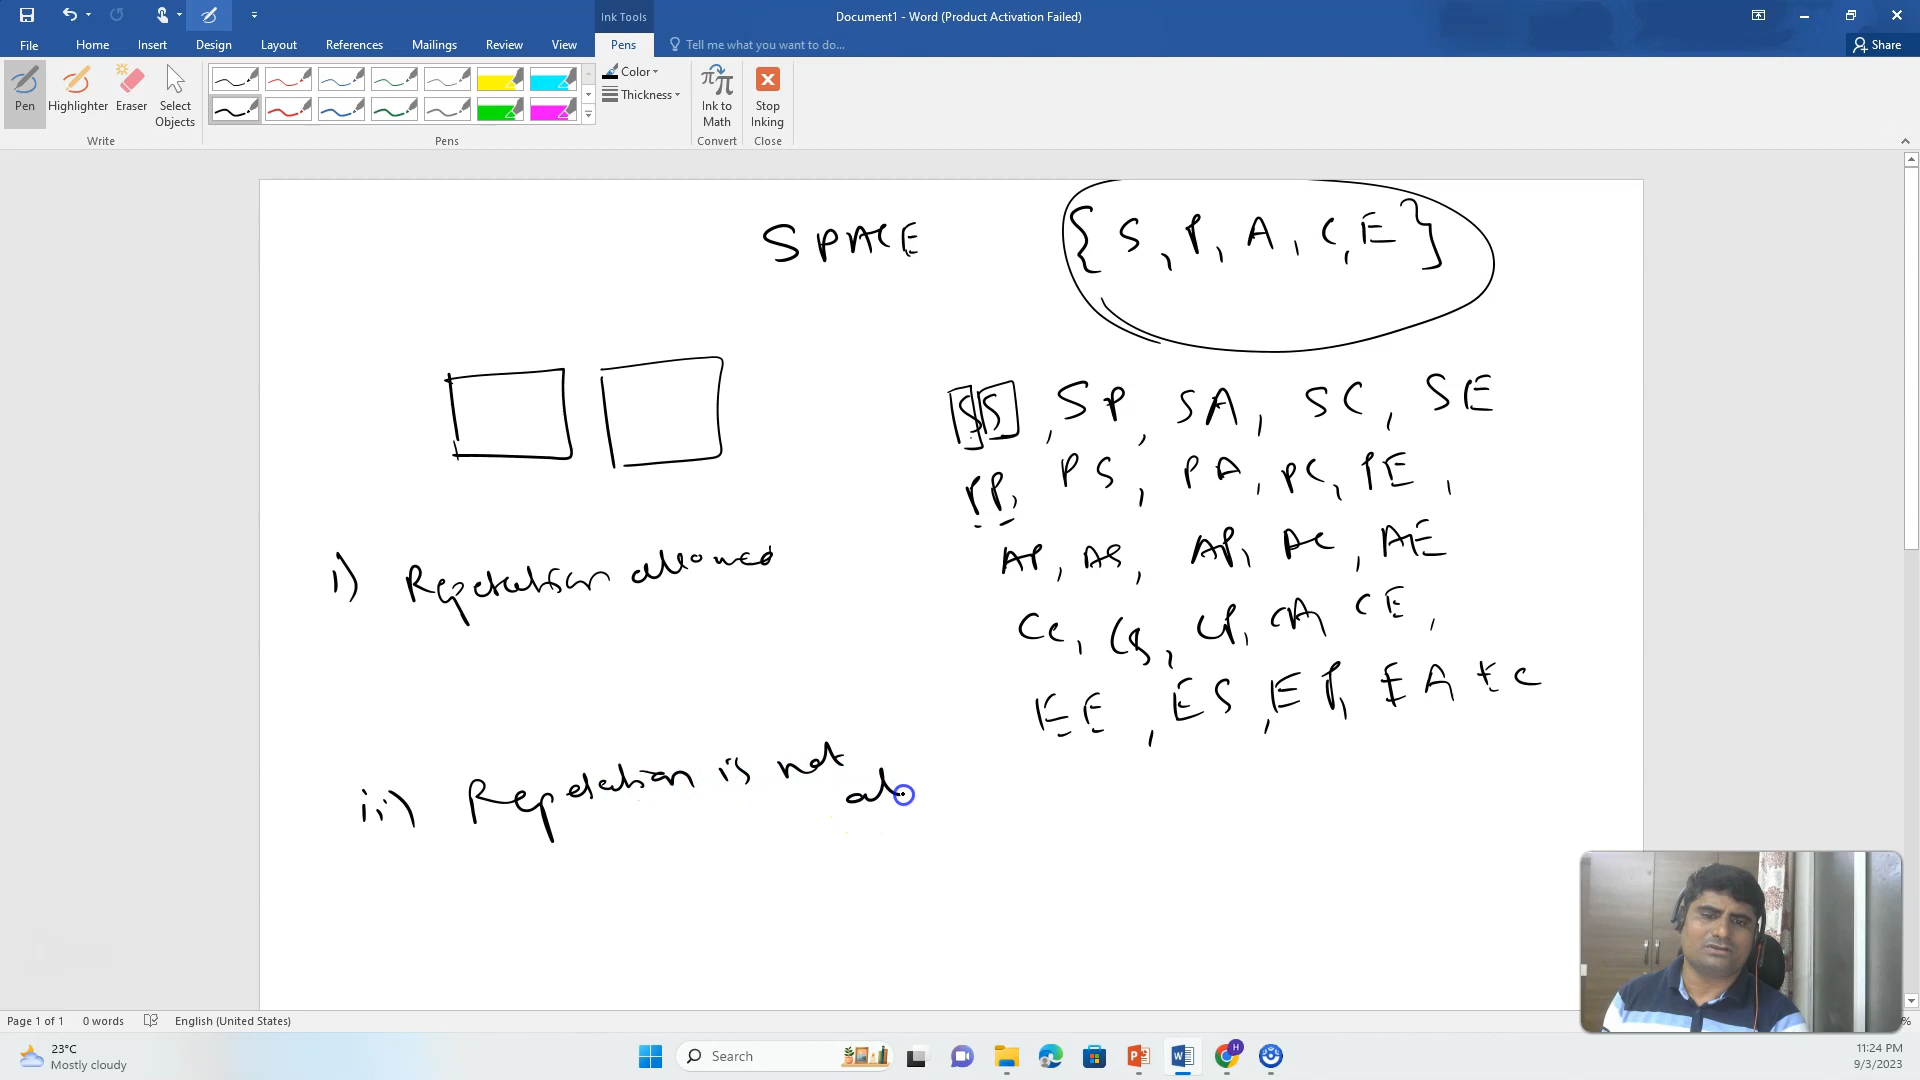 Ink Tools
Document1 - Word (Product Activation Failed)
File Home Insert Design Layout References Mailings Review View Pens Tell me what you want to do... Share
Pen Highlighter Eraser Select Objects
Color
Thickness
Ink to Math
Stop Inking
Write Pens Convert Close
SPACE { S, P, A, C, E }
SS, SP, SA, SC, SE
PP, PS, PA, PC, PE,
AP, AS, AP, AC, AE
i) Repetation allowed
CC, CS, CP, CA, CE,
EE, ES, EP, EA EC
ii) Repetation is not
al
Page 1 of 1 0 words English (United States) %
23°C
Mostly cloudy
Search
H
11:24 PM
9/3/2023